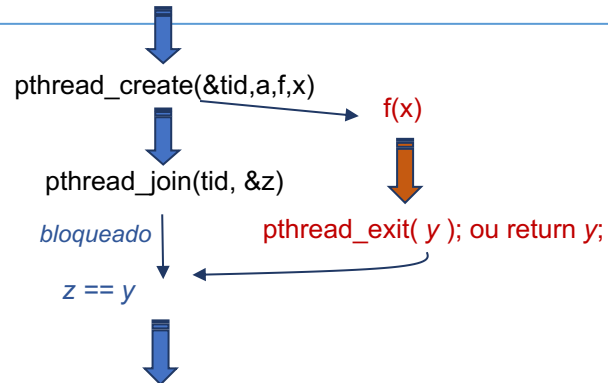 pthread_create(&tid,a,f,x)
f(x)
pthread_join(tid, &z)
bloqueado
pthread_exit( y ); ou return y;
z == y